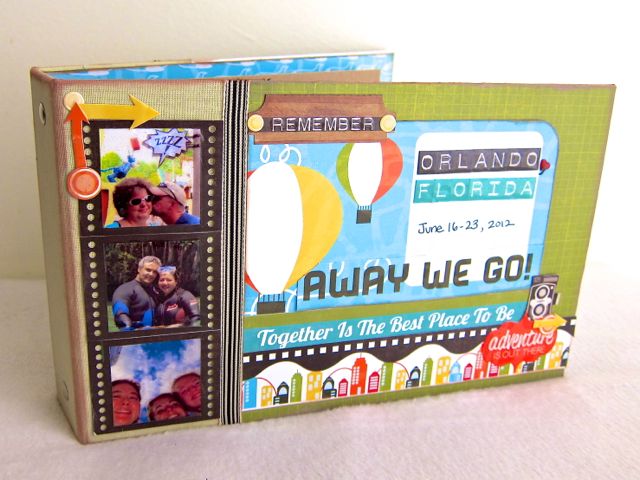 ZZZZ
REMEMBER
ORLANDO,
FLORIDA
June 16-23, 2012
AWAY WE GO!
Together Is The Best Place To Be
adventure
IS OUT THERE